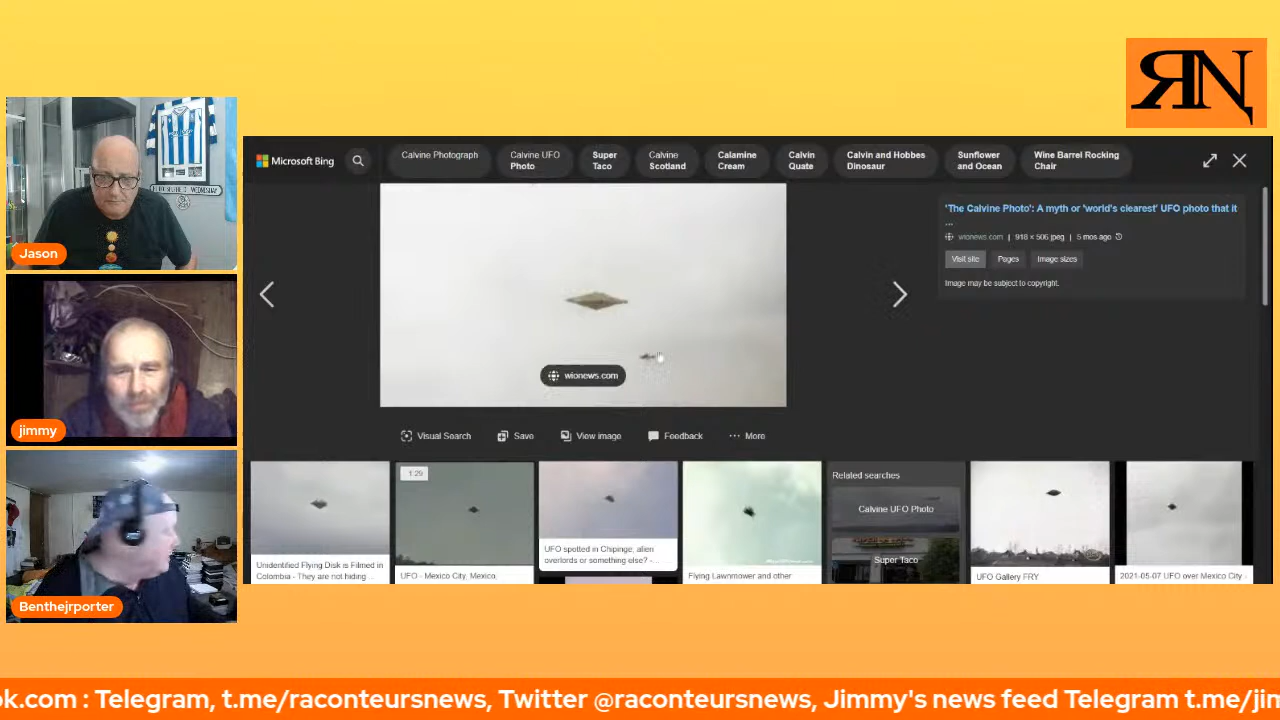 RN
Jason
jimmy
Benthejrporter
Microsoft Bing
Calvine Photograph
Calvine UFO
Photo
Super
Taco
Calvine
Scotland
Calamine
Cream
Calvin
Quate
Calvin and Hobbes
Dinosaur
Sunflower
and Ocean
Wine Barrel Rocking
Chair
wionews.com
'The Calvine Photo': A myth or 'world's clearest' UFO photo that it
...
wionews.com | 918 × 506 jpeg | 5 mos ago
Visit site
Pages
Image sizes
Image may be subject to copyright.
Visual Search
Save
View image
Feedback
··· More
Unidentified Flying Disk is Filmed in
Colombia - They are not hiding ...
1:29
UFO - Mexico City, Mexico.
UFO spotted in Chipinge; alien
overlords or something else? - ...
Flying Lawnmower and other
Related searches
Calvine UFO Photo
Super Taco
UFO Gallery FRY
2021-05-07 UFO over Mexico City -
ok.com : Telegram, t.me/raconteursnews, Twitter @raconteursnews, Jimmy's news feed Telegram t.me/jim